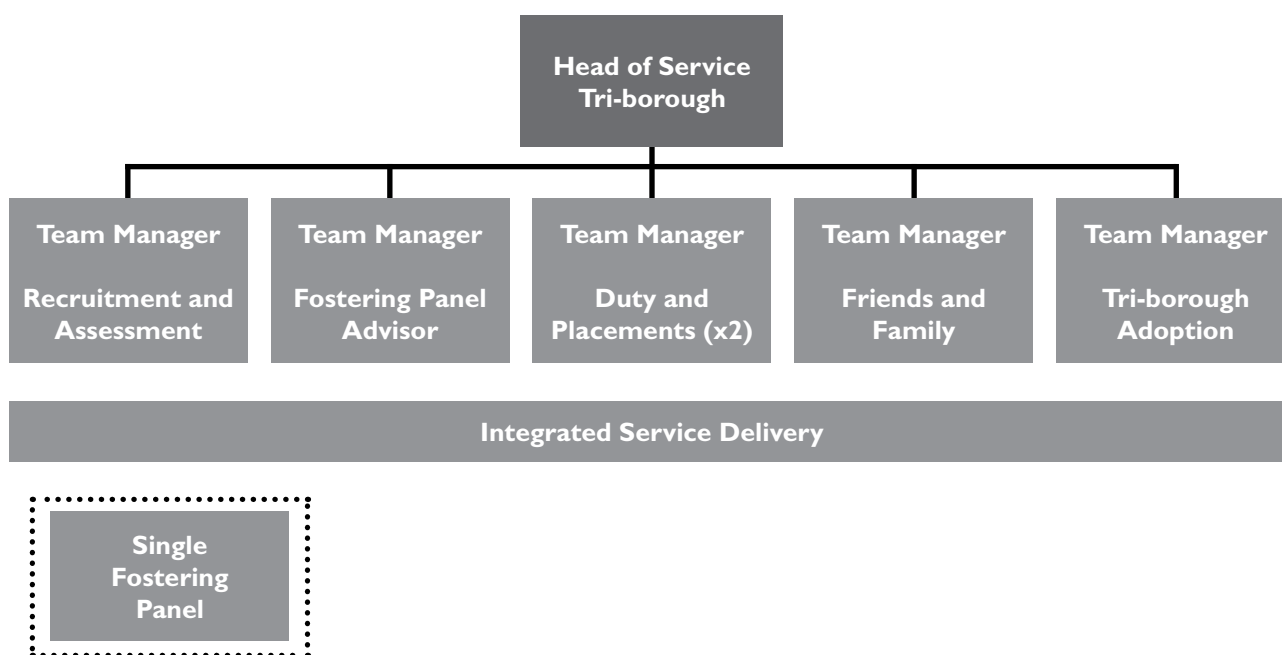 Head of Service
Tri-borough
Team Manager
Recruitment and
Assessment
Team Manager
Fostering Panel
Advisor
Team Manager
Duty and
Placements (x2)
Team Manager
Friends and
Family
Team Manager
Tri-borough
Adoption
Integrated Service Delivery
Single
Fostering
Panel